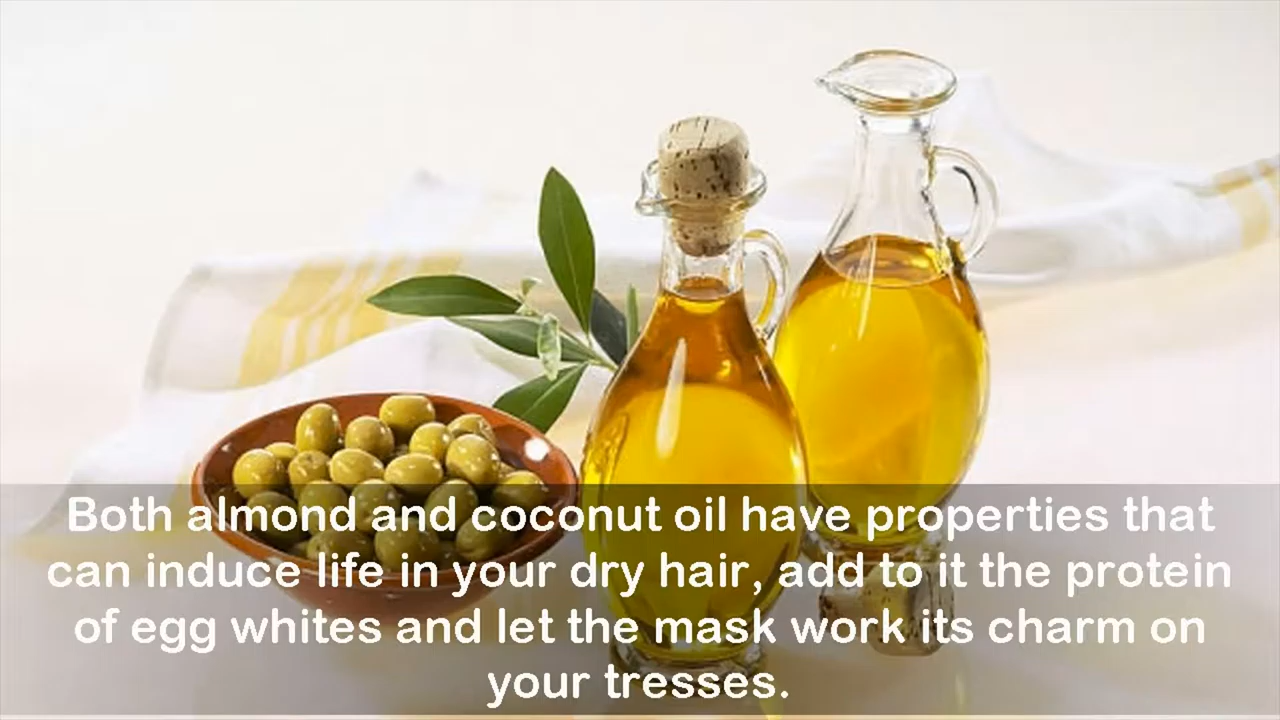 Both almond and coconut oil have properties that
can induce life in your dry hair, add to it the protein
of egg whites and let the mask work its charm on
your tresses.